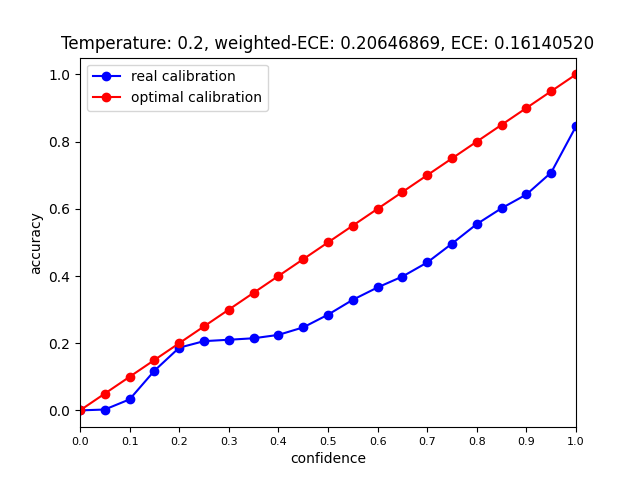 Temperature: 0.2, weighted-ECE: 0.20646869, ECE: 0.16140520
real calibration
optimal calibration
1.0
0.8
0.6
0.4
0.2
0.0
accuracy
0.0 0.1 0.2 0.3 0.4 0.5 0.6 0.7 0.8 0.9 1.0
confidence